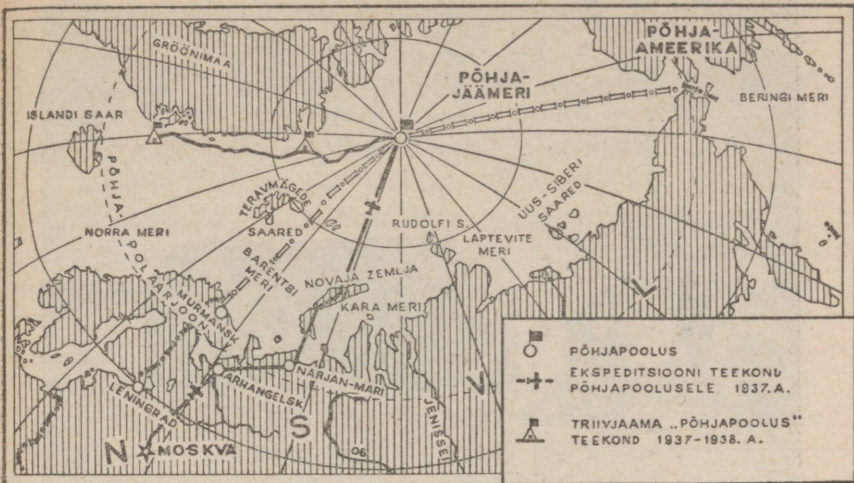 GRÖÖNIMAA
PÕHJA-
AMEERIKA
PÕHJA-
JÄÄMERI
BERINGI MERI
ISLANDI SAAR
PÕHJA-POLAARJOON
TERAVMÄGEDE
SAARED
NORRA MERI
BARENTSI
MERI
RUDOLFI S.
LAPTEVITE
MERI
UUS-SIBERI
SAARED
NOVAJA ZEMLJA
KARA MERI
MURMANSK
LENINGRAD
ARHANGELSK
NARJAN-MARI
JENISSEI
N
S
V
L
MOSKVA
PÕHJAPOOLUS
EKSPEDITSIOONI TEEKOND
PÕHJAPOOLUSELE 1937.A.
TRIIVJAAMA „PÕHJAPOOLUS"
TEEKOND 1937-1938. A.